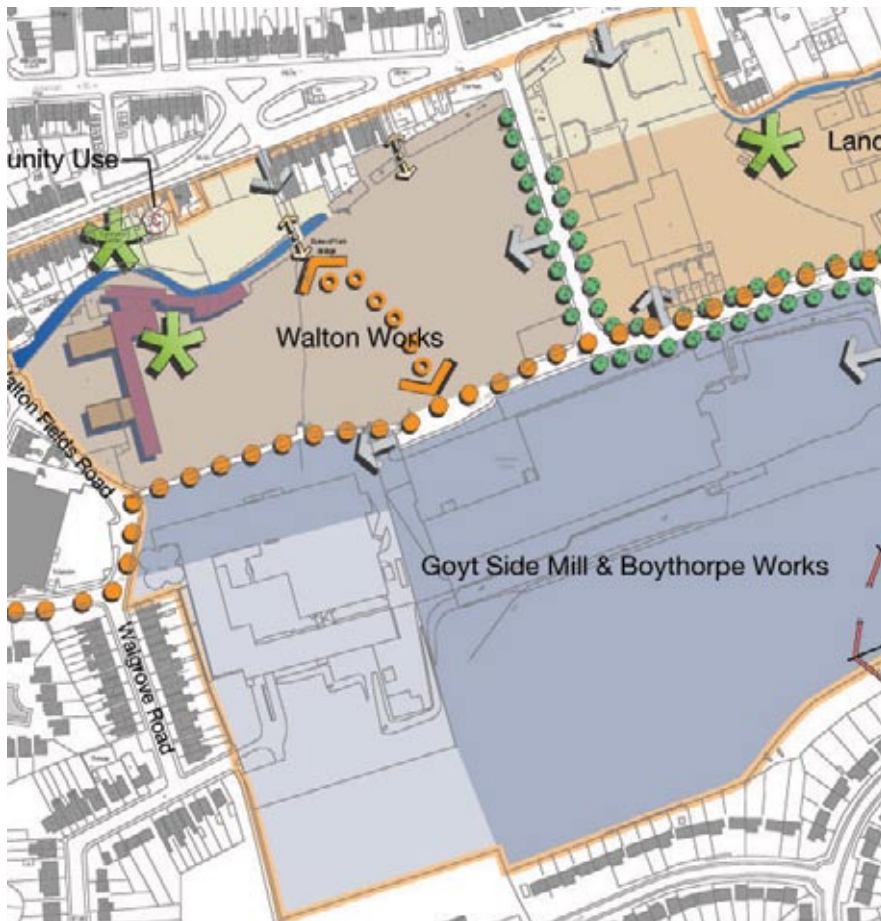 unity Use
Land
Walton Works
alton Fields Road
Goyt Side Mill & Boythorpe Works
Walgrove Road